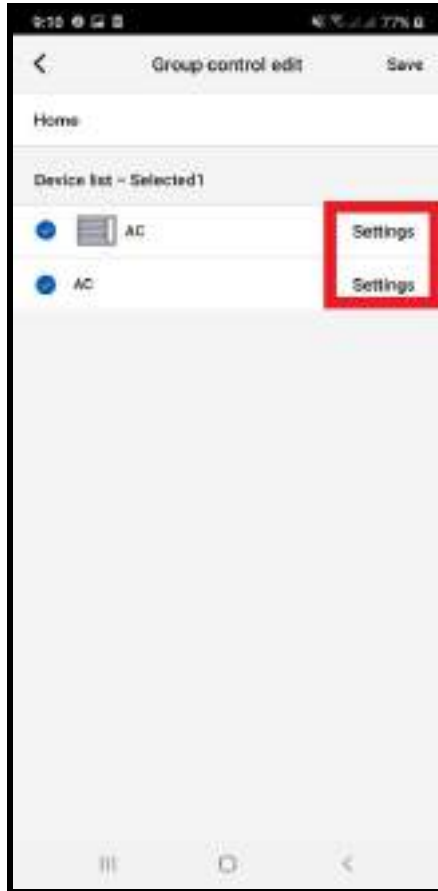 9:10 77%
Group control edit Save
Home
Device list - Selected1
AC Settings
AC Settings